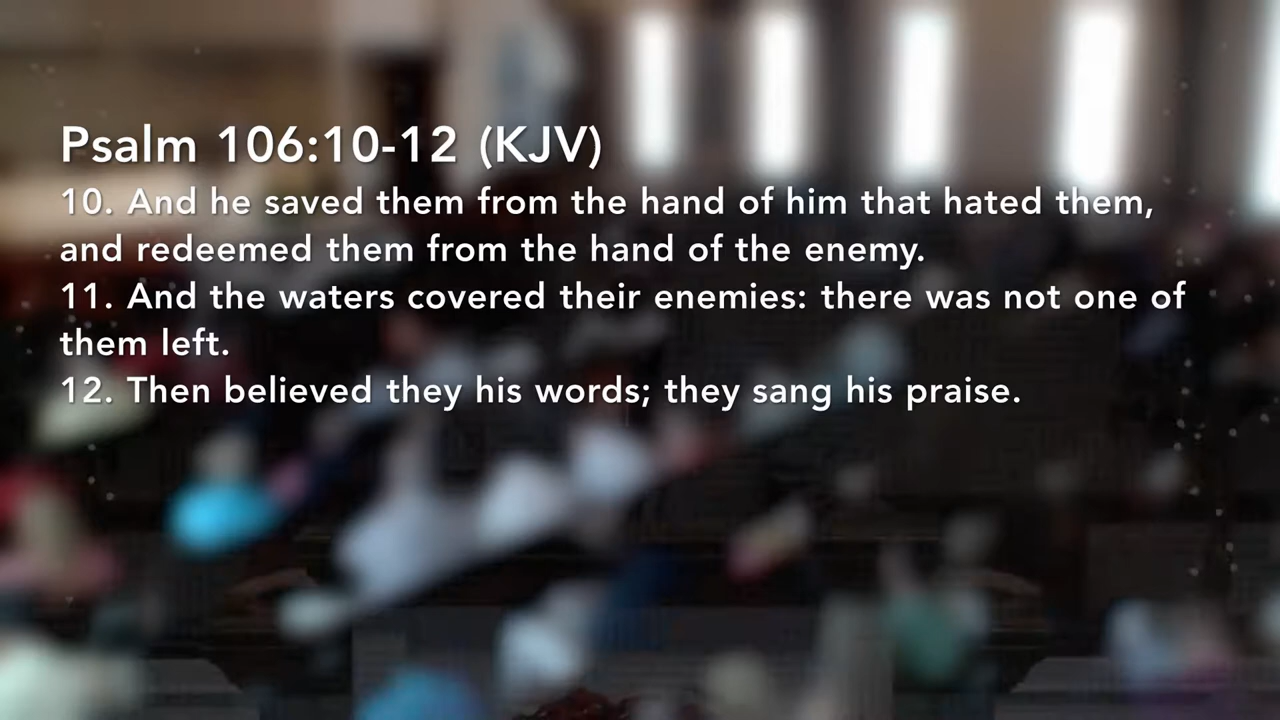 Psalm 106:10-12 (KJV)
10. And he saved them from the hand of him that hated them,
and redeemed them from the hand of the enemy.
11. And the waters covered their enemies: there was not one of
them left.
12. Then believed they his words; they sang his praise.